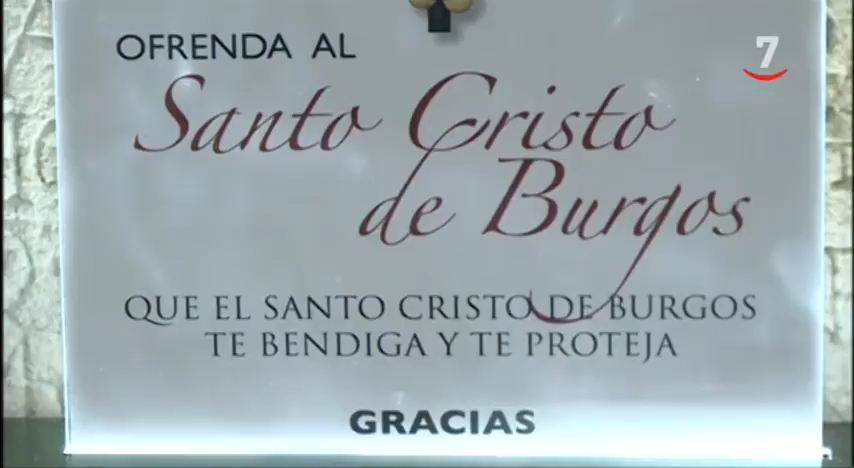 OFRENDA AL
7
Santo Cristo
de Burgos
QUE EL SANTO CRISTO DE BURGOS
TE BENDIGA Y TE PROTEJA
GRACIAS